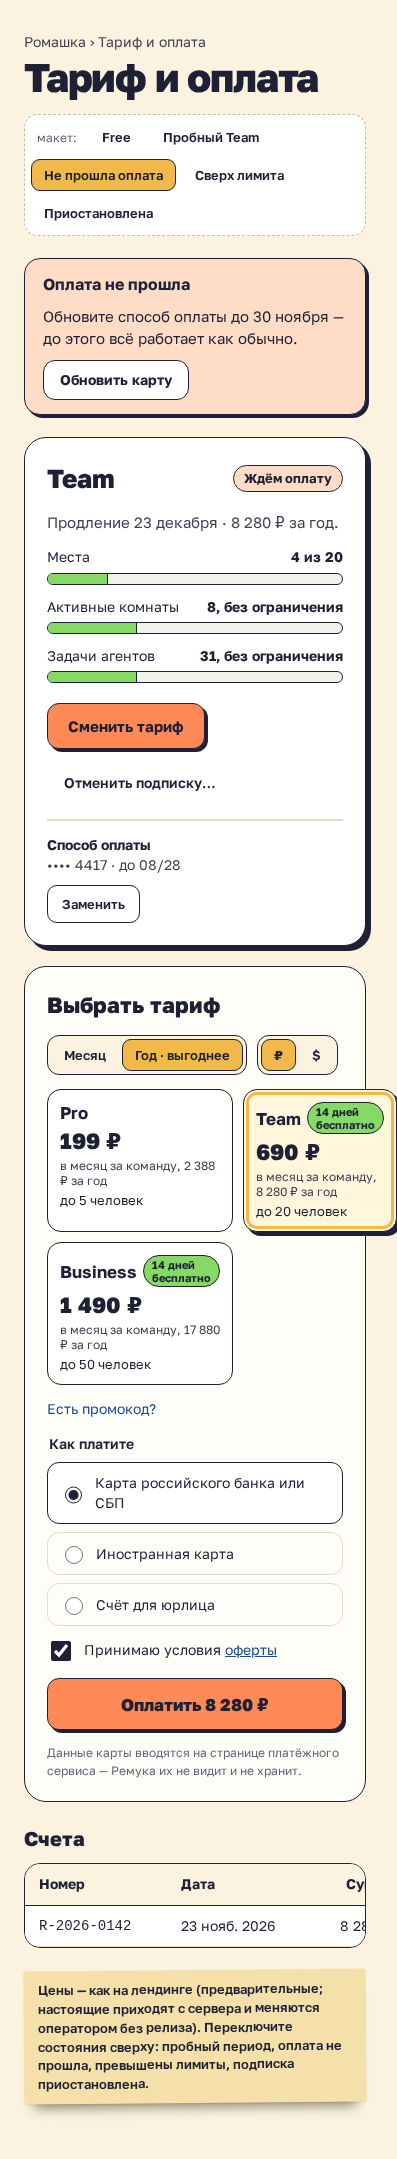 Ромашка › Тариф и оплата
Тариф и оплата
макет: Free Пробный Team
Не прошла оплата Сверх лимита
Приостановлена
Оплата не прошла
Обновите способ оплаты до 30 ноября —
до этого всё работает как обычно.
Обновить карту
Team Ждём оплату
Продление 23 декабря · 8 280 ₽ за год.
Места 4 из 20
Активные комнаты 8, без ограничения
Задачи агентов 31, без ограничения
Сменить тариф
Отменить подписку…
Способ оплаты
•••• 4417 · до 08/28
Заменить
Выбрать тариф
Месяц Год · выгоднее ₽ $
Pro
199 ₽
в месяц за команду, 2 388
₽ за год
до 5 человек
Team 14 дней
бесплатно
690 ₽
в месяц за команду,
8 280 ₽ за год
до 20 человек
Business 14 дней
бесплатно
1 490 ₽
в месяц за команду, 17 880
₽ за год
до 50 человек
Есть промокод?
Как платите
Карта российского банка или
СБП
Иностранная карта
Счёт для юрлица
Принимаю условия оферты
Оплатить 8 280 ₽
Данные карты вводятся на странице платёжного
сервиса — Ремука их не видит и не хранит.
Счета
Номер Дата
R-2026-0142 23 нояб. 2026
Цены — как на лендинге (предварительные;
настоящие приходят с сервера и меняются
оператором без релиза). Переключите
состояния сверху: пробный период, оплата не
прошла, превышены лимиты, подписка
приостановлена.